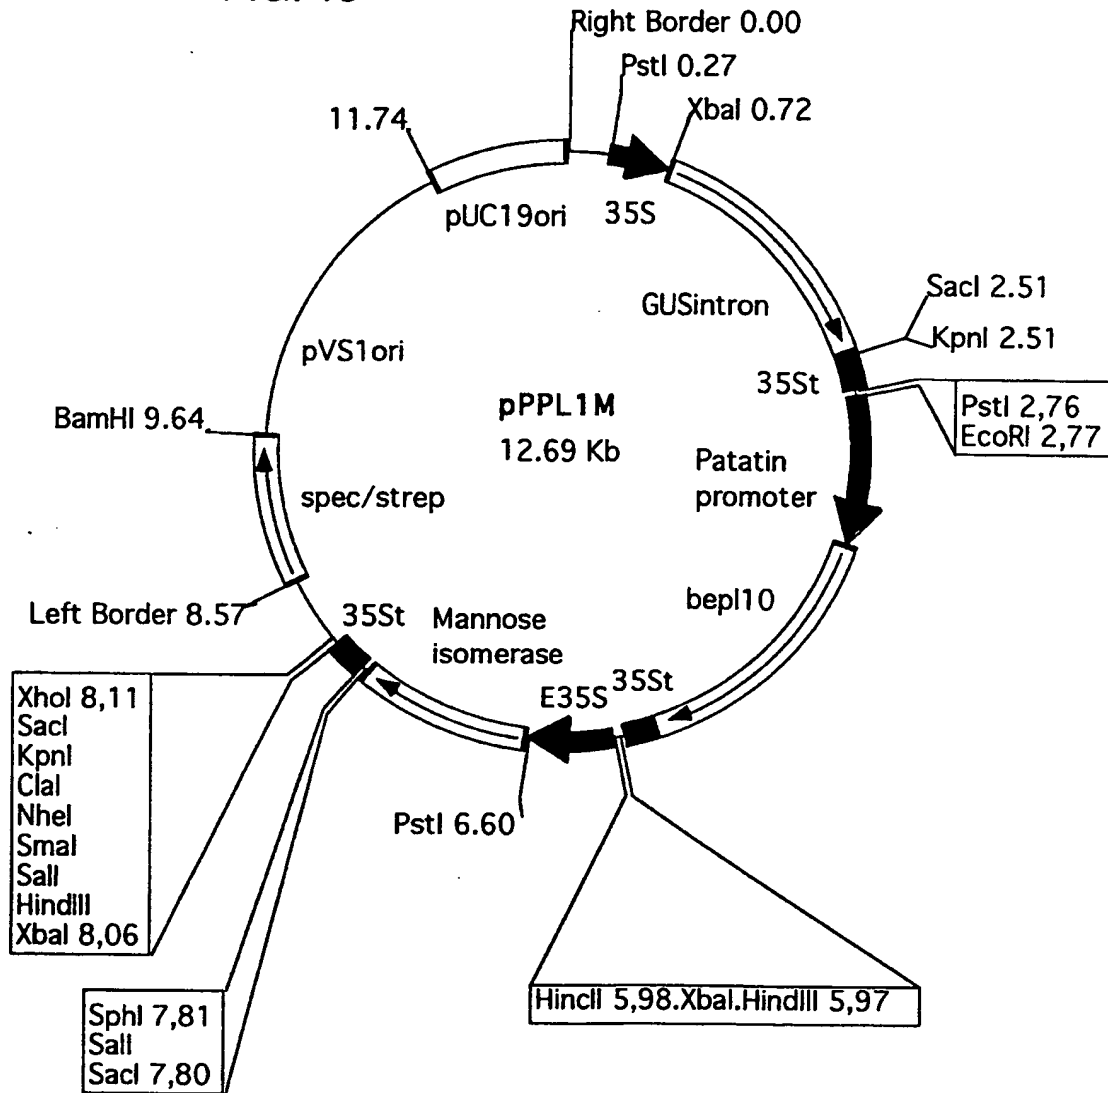 Right Border 0.00
PstI 0.27
XbaI 0.72
11.74
pUC19ori
35S
GUSintron
SacI 2.51
KpnI 2.51
35St
PstI 2,76
EcoRI 2,77
pVS1ori
pPPL1M
12.69 Kb
BamHI 9.64
Patatin
promoter
spec/strep
bepl10
Left Border 8.57
35St
Mannose
isomerase
E35S
35St
XhoI 8,11
SacI
KpnI
ClaI
NheI
SmaI
SalI
HindIII
XbaI 8,06
PstI 6.60
SphI 7,81
SalI
SacI 7,80
HincII 5,98.XbaI.HindIII 5,97